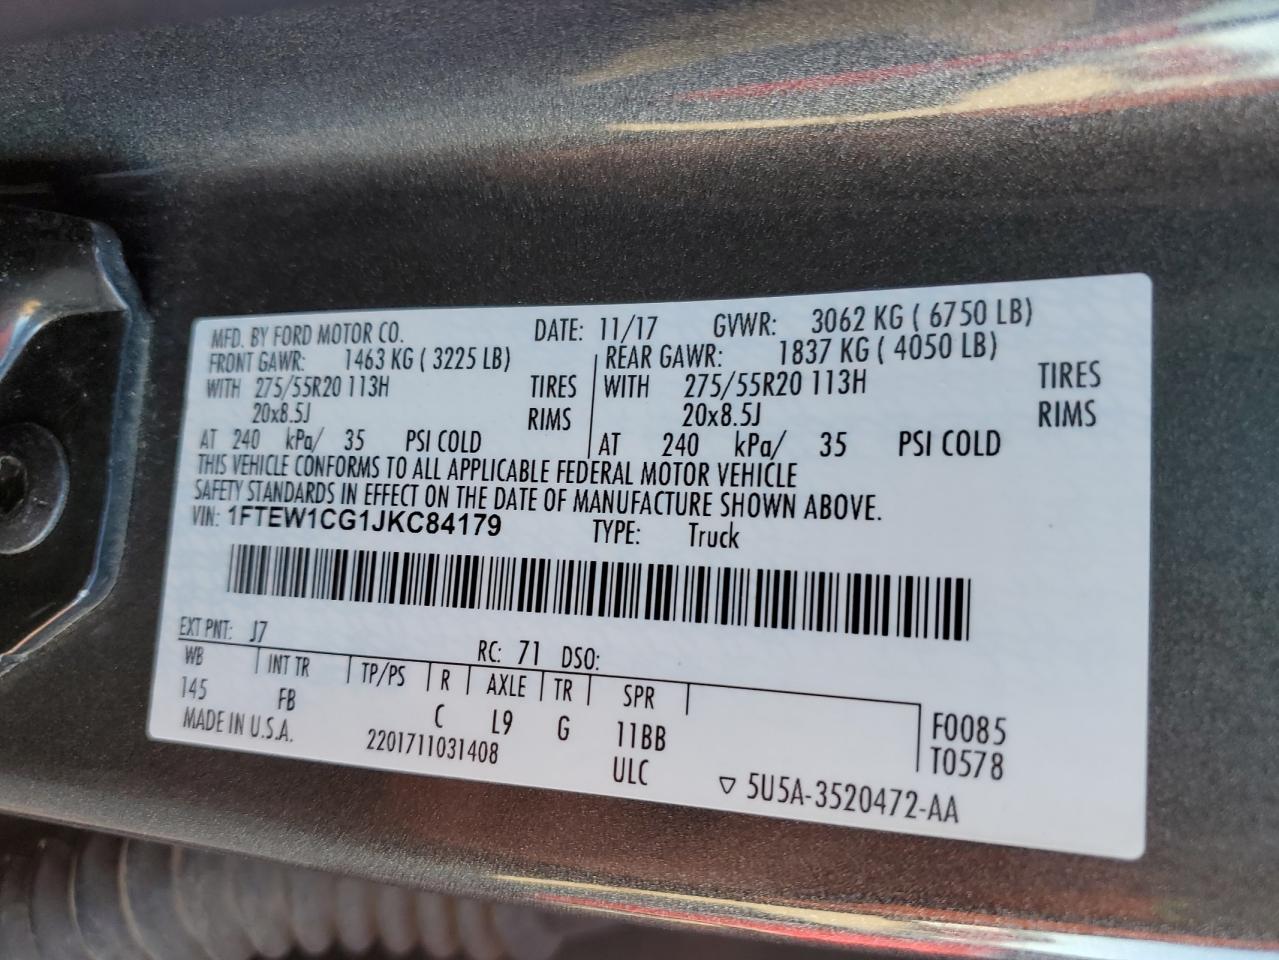 MFD. BY FORD MOTOR CO. DATE: 11/17 GVWR: 3062 KG ( 6750 LB)
FRONT GAWR: 1463 KG ( 3225 LB) REAR GAWR: 1837 KG ( 4050 LB)
WITH 275/55R20 113H TIRES WITH 275/55R20 113H TIRES
20x8.5J RIMS 20x8.5J RIMS
AT 240 kPa/ 35 PSI COLD AT 240 kPa/ 35 PSI COLD
THIS VEHICLE CONFORMS TO ALL APPLICABLE FEDERAL MOTOR VEHICLE
SAFETY STANDARDS IN EFFECT ON THE DATE OF MANUFACTURE SHOWN ABOVE.
VIN: 1FTEW1CG1JKC84179 TYPE: Truck
EXT PNT: J7 RC: 71 DSO:
WB INT TR TP/PS R AXLE TR SPR
145 FB C L9 G 11BB F0085
MADE IN U.S.A. 2201711031408 ULC T0578
▽ 5U5A-3520472-AA